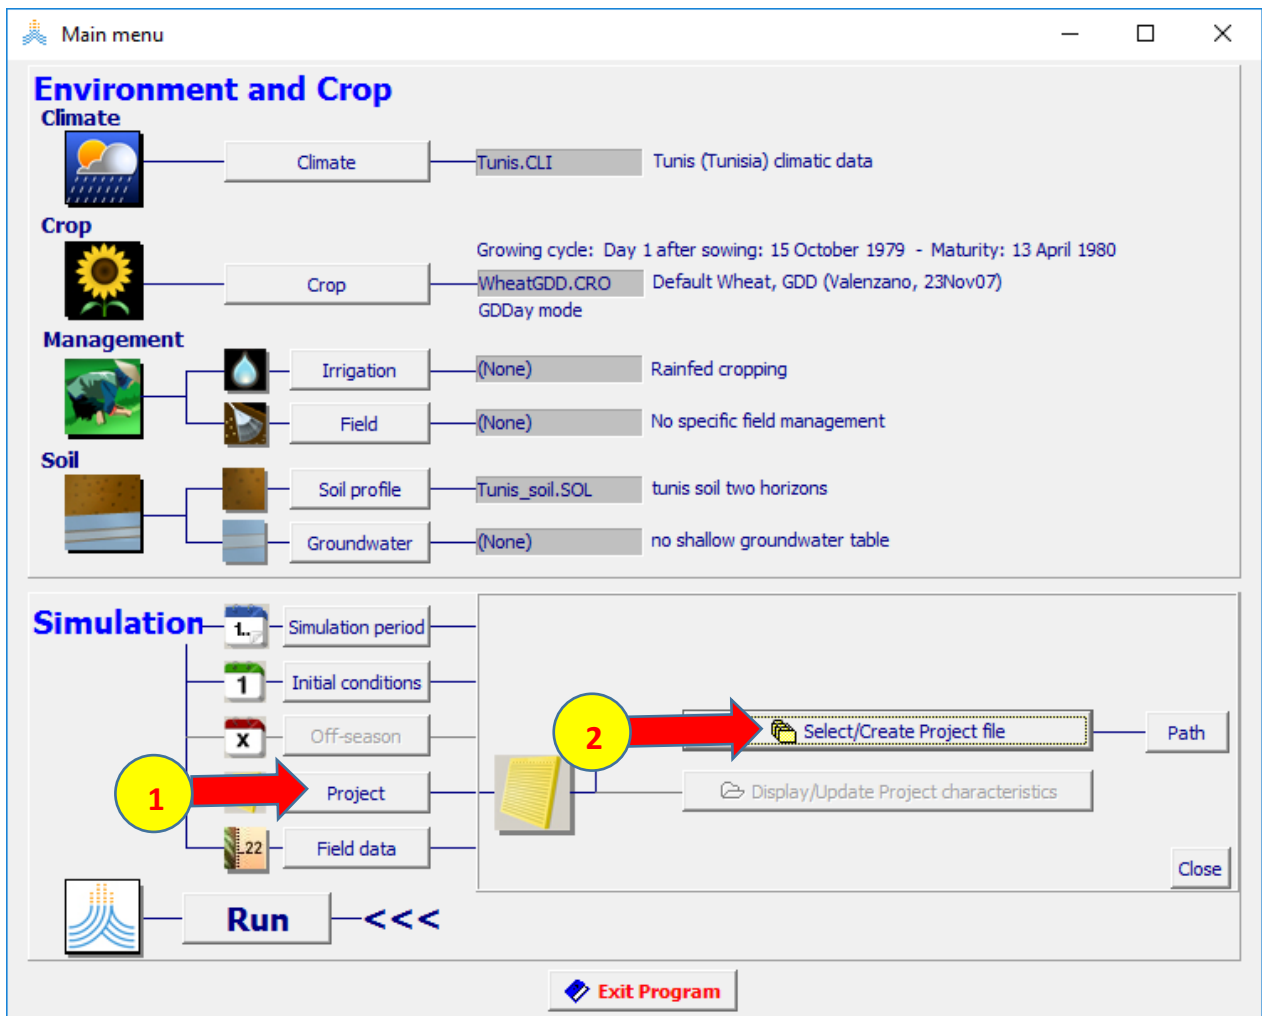 Main menu
Environment and Crop
Climate
Climate
Tunis.CLI
Tunis (Tunisia) climatic data
Crop
Growing cycle: Day 1 after sowing: 15 October 1979 - Maturity: 13 April 1980
Crop
WheatGDD.CRO
Default Wheat, GDD (Valenzano, 23Nov07)
GDDay mode
Management
Irrigation
(None)
Rainfed cropping
Field
(None)
No specific field management
Soil
Soil profile
Tunis_soil.SOL
tunis soil two horizons
Groundwater
(None)
no shallow groundwater table
Simulation
1..
Simulation period
1
Initial conditions
X
Off-season
1
Project
2
Select/Create Project file
Path
Display/Update Project characteristics
.22
Field data
Close
Run
<<<
Exit Program